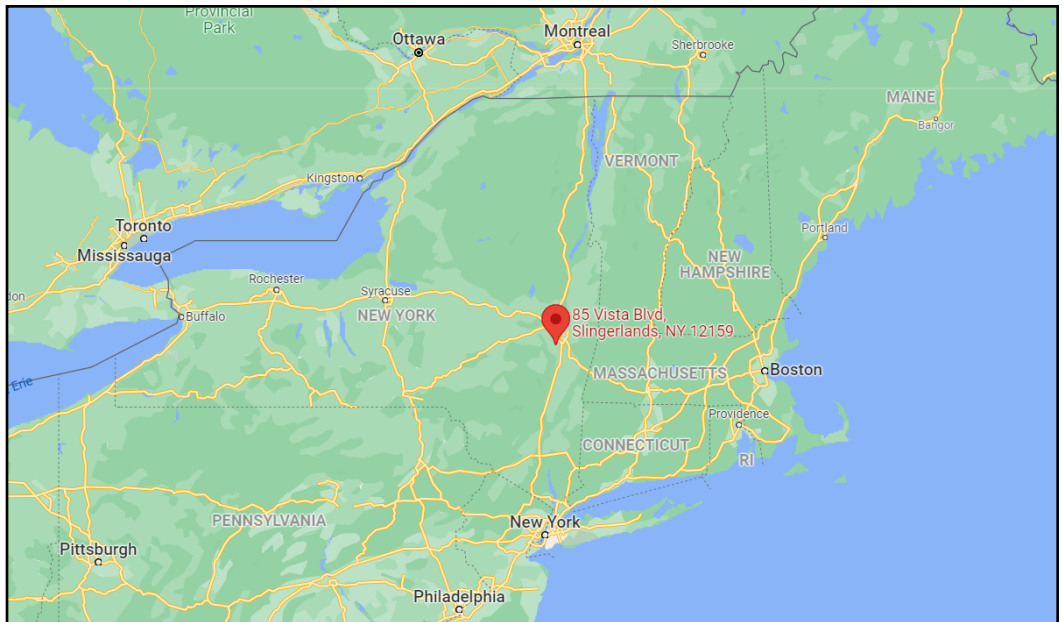 Provincial
Park
Ottawa
Montreal
Sherbrooke
MAINE
Bangor
VERMONT
Kingston
Toronto
Mississauga
Portland
NEW
HAMPSHIRE
Rochester
Syracuse
don
Buffalo
NEW YORK
85 Vista Blvd,
Slingerlands, NY 12159
Erie
MASSACHUSETTS
Boston
Providence
CONNECTICUT
RI
PENNSYLVANIA
New York
Pittsburgh
Philadelphia